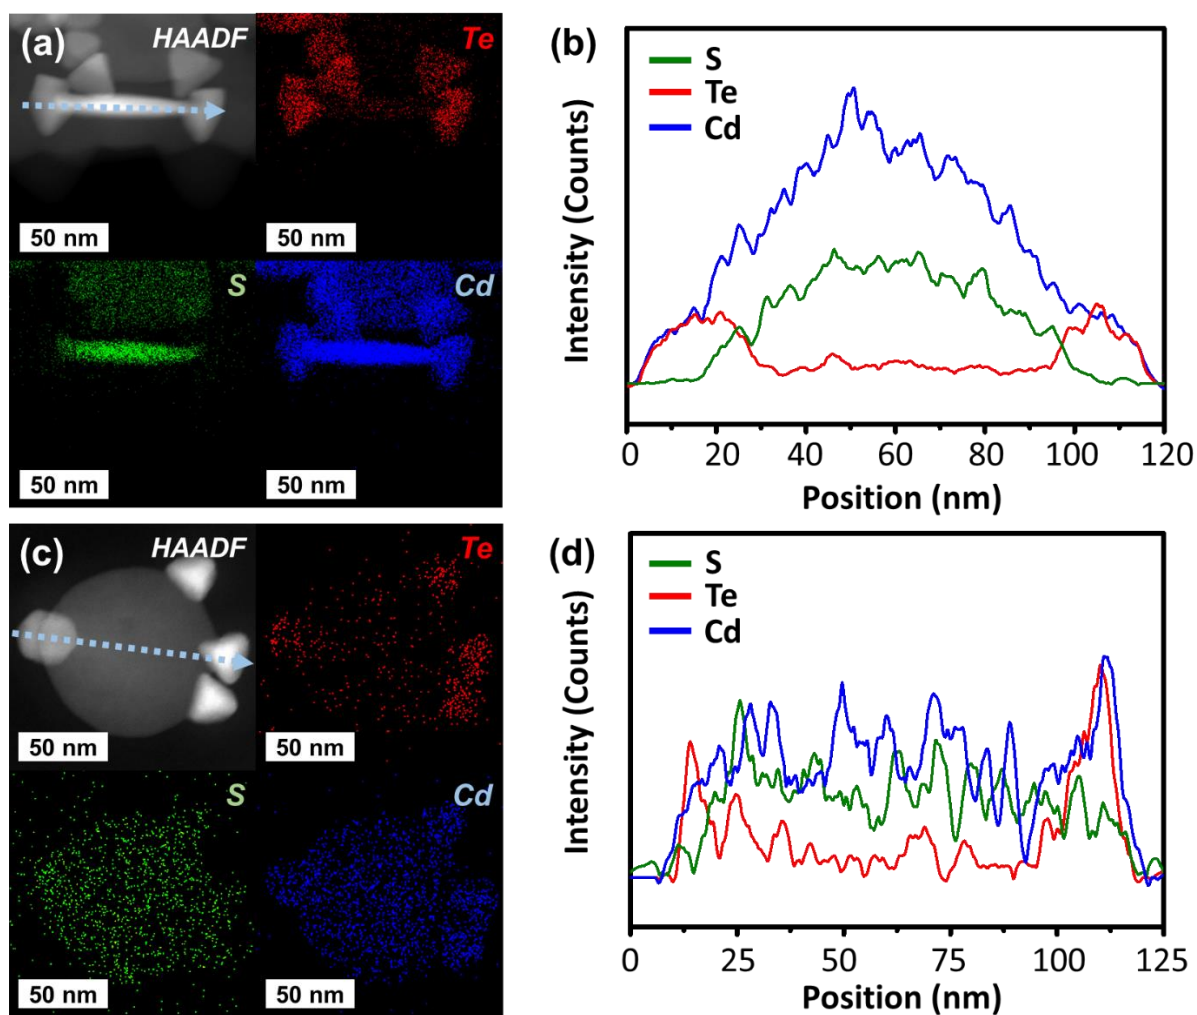 (a) HAADF
Te
50 nm
50 nm
S
Cd
50 nm
50 nm
(b)
S
Te
Cd
Intensity (Counts)
0 20 40 60 80 100 120
Position (nm)
(c) HAADF
Te
50 nm
50 nm
S
Cd
50 nm
50 nm
(d)
S
Te
Cd
Intensity (Counts)
0 25 50 75 100 125
Position (nm)